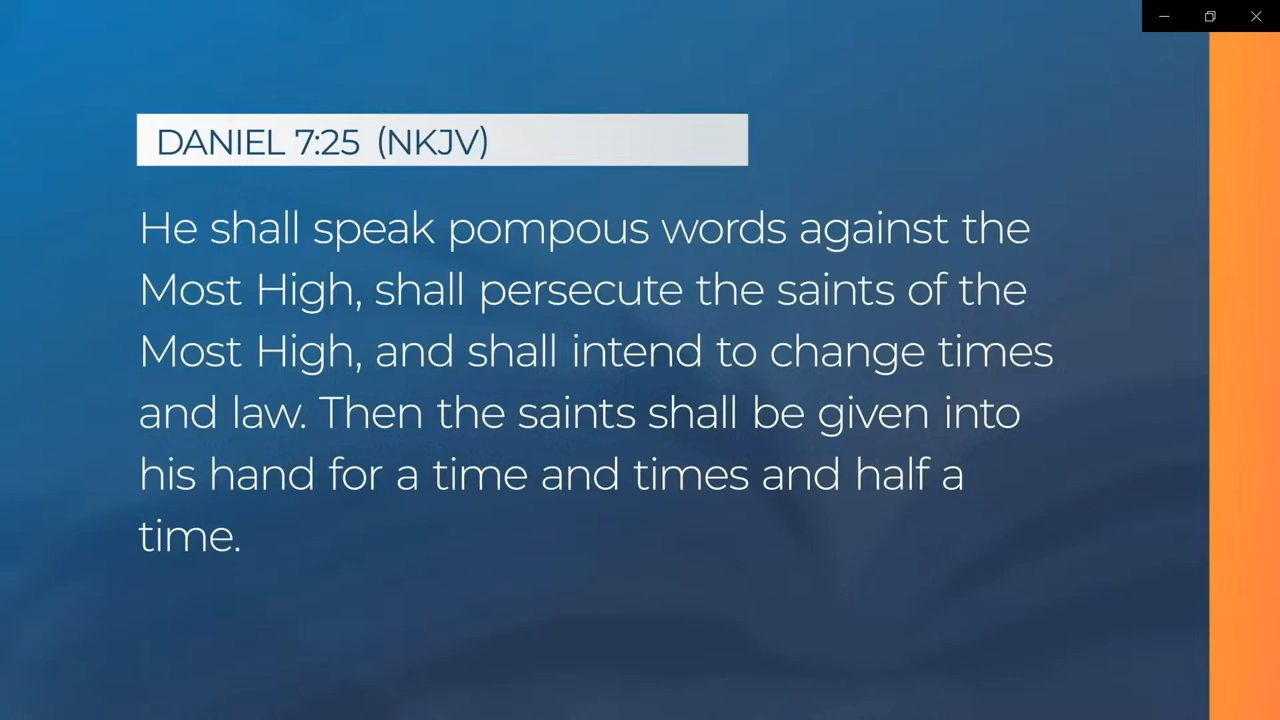 DANIEL 7:25 (NKJV)
He shall speak pompous words against the
Most High, shall persecute the saints of the
Most High, and shall intend to change times
and law. Then the saints shall be given into
his hand for a time and times and half a
time.